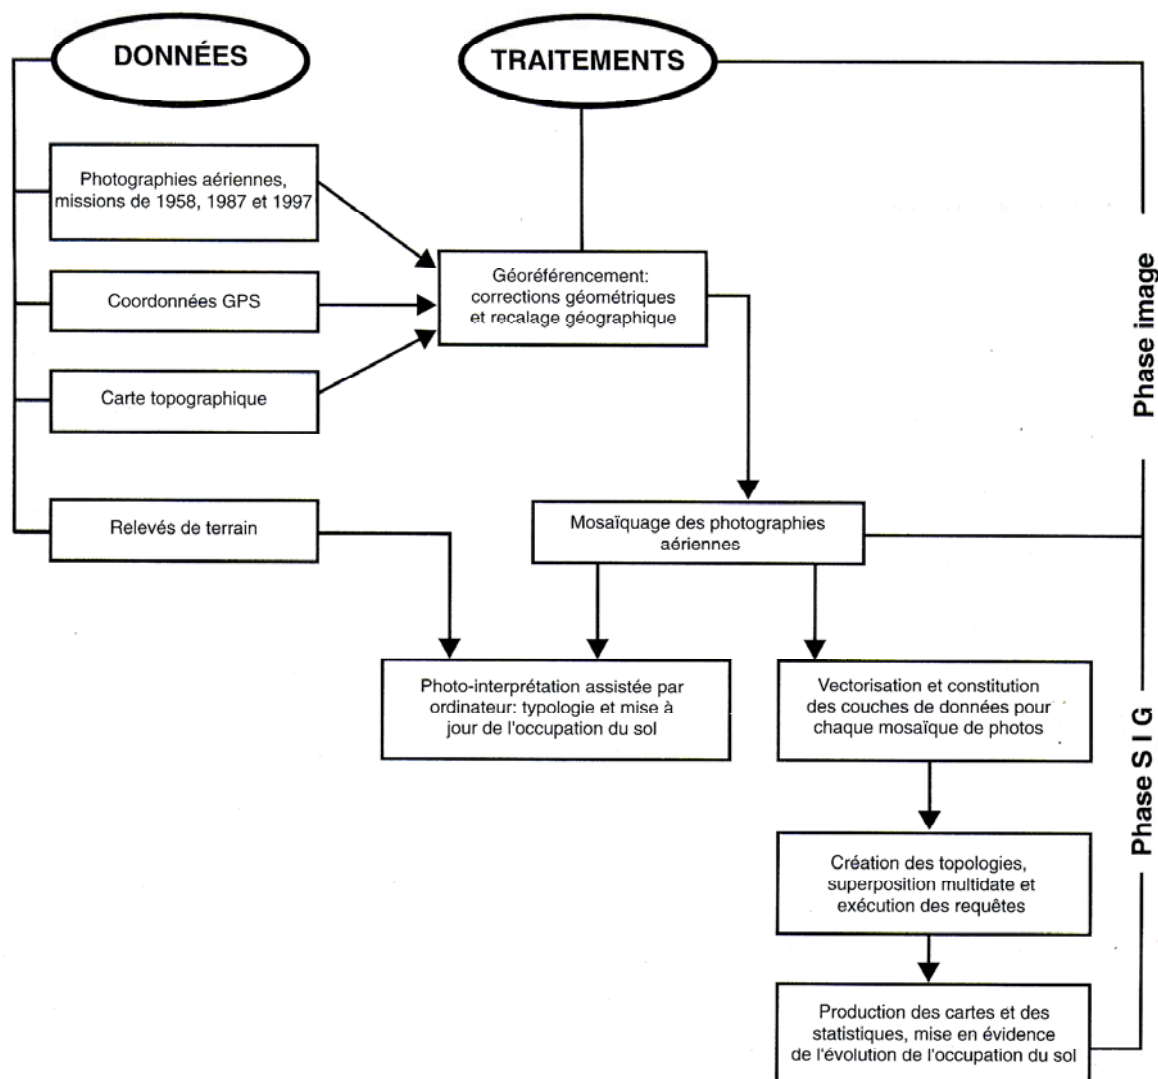 DONNÉES
TRAITEMENTS
Photographies aériennes,
missions de 1958, 1987 et 1997
Coordonnées GPS
Carte topographique
Relevés de terrain
Géoréférencement:
corrections géométriques
et recalage géographique
Mosaïquage des photographies
aériennes
Photo-interprétation assistée par
ordinateur: typologie et mise à
jour de l'occupation du sol
Vectorisation et constitution
des couches de données pour
chaque mosaïque de photos
Création des topologies,
superposition multidate et
exécution des requêtes
Production des cartes et des
statistiques, mise en évidence
de l'évolution de l'occupation du sol
Phase image
Phase S I G